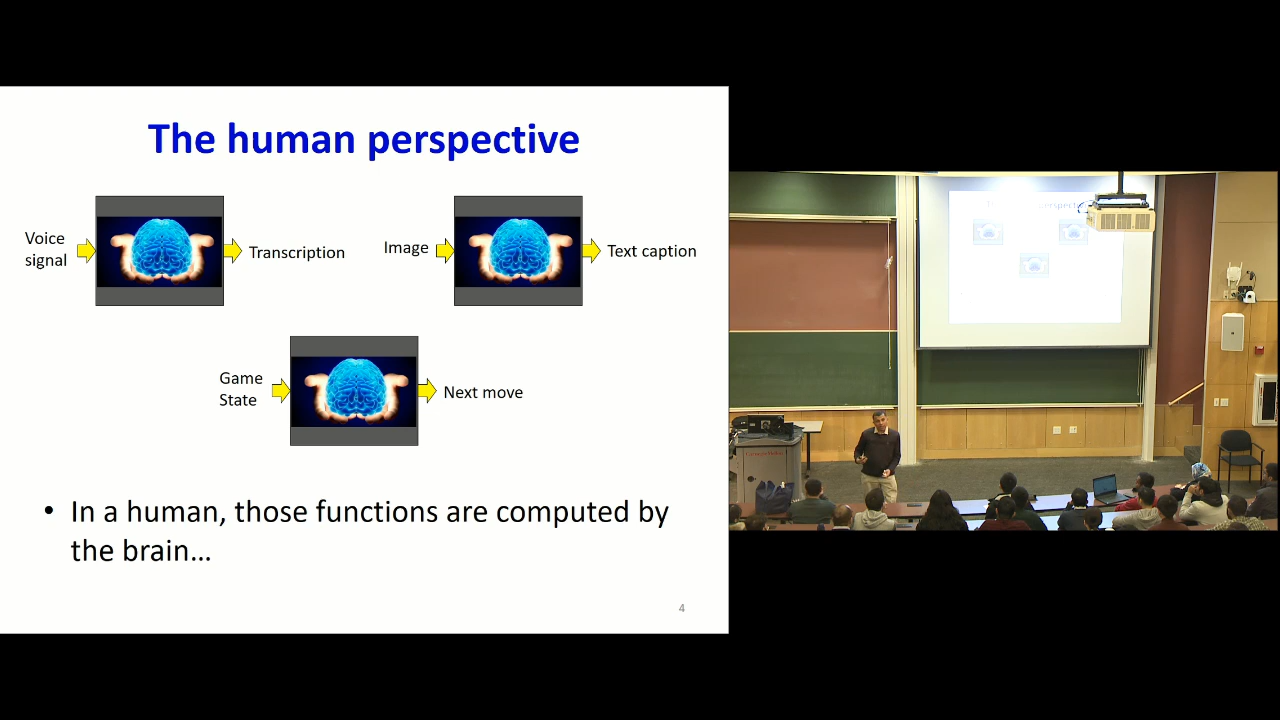 The human perspective
Voice
signal
Transcription
Image
Text caption
Game
State
Next move
• In a human, those functions are computed by
the brain...
4